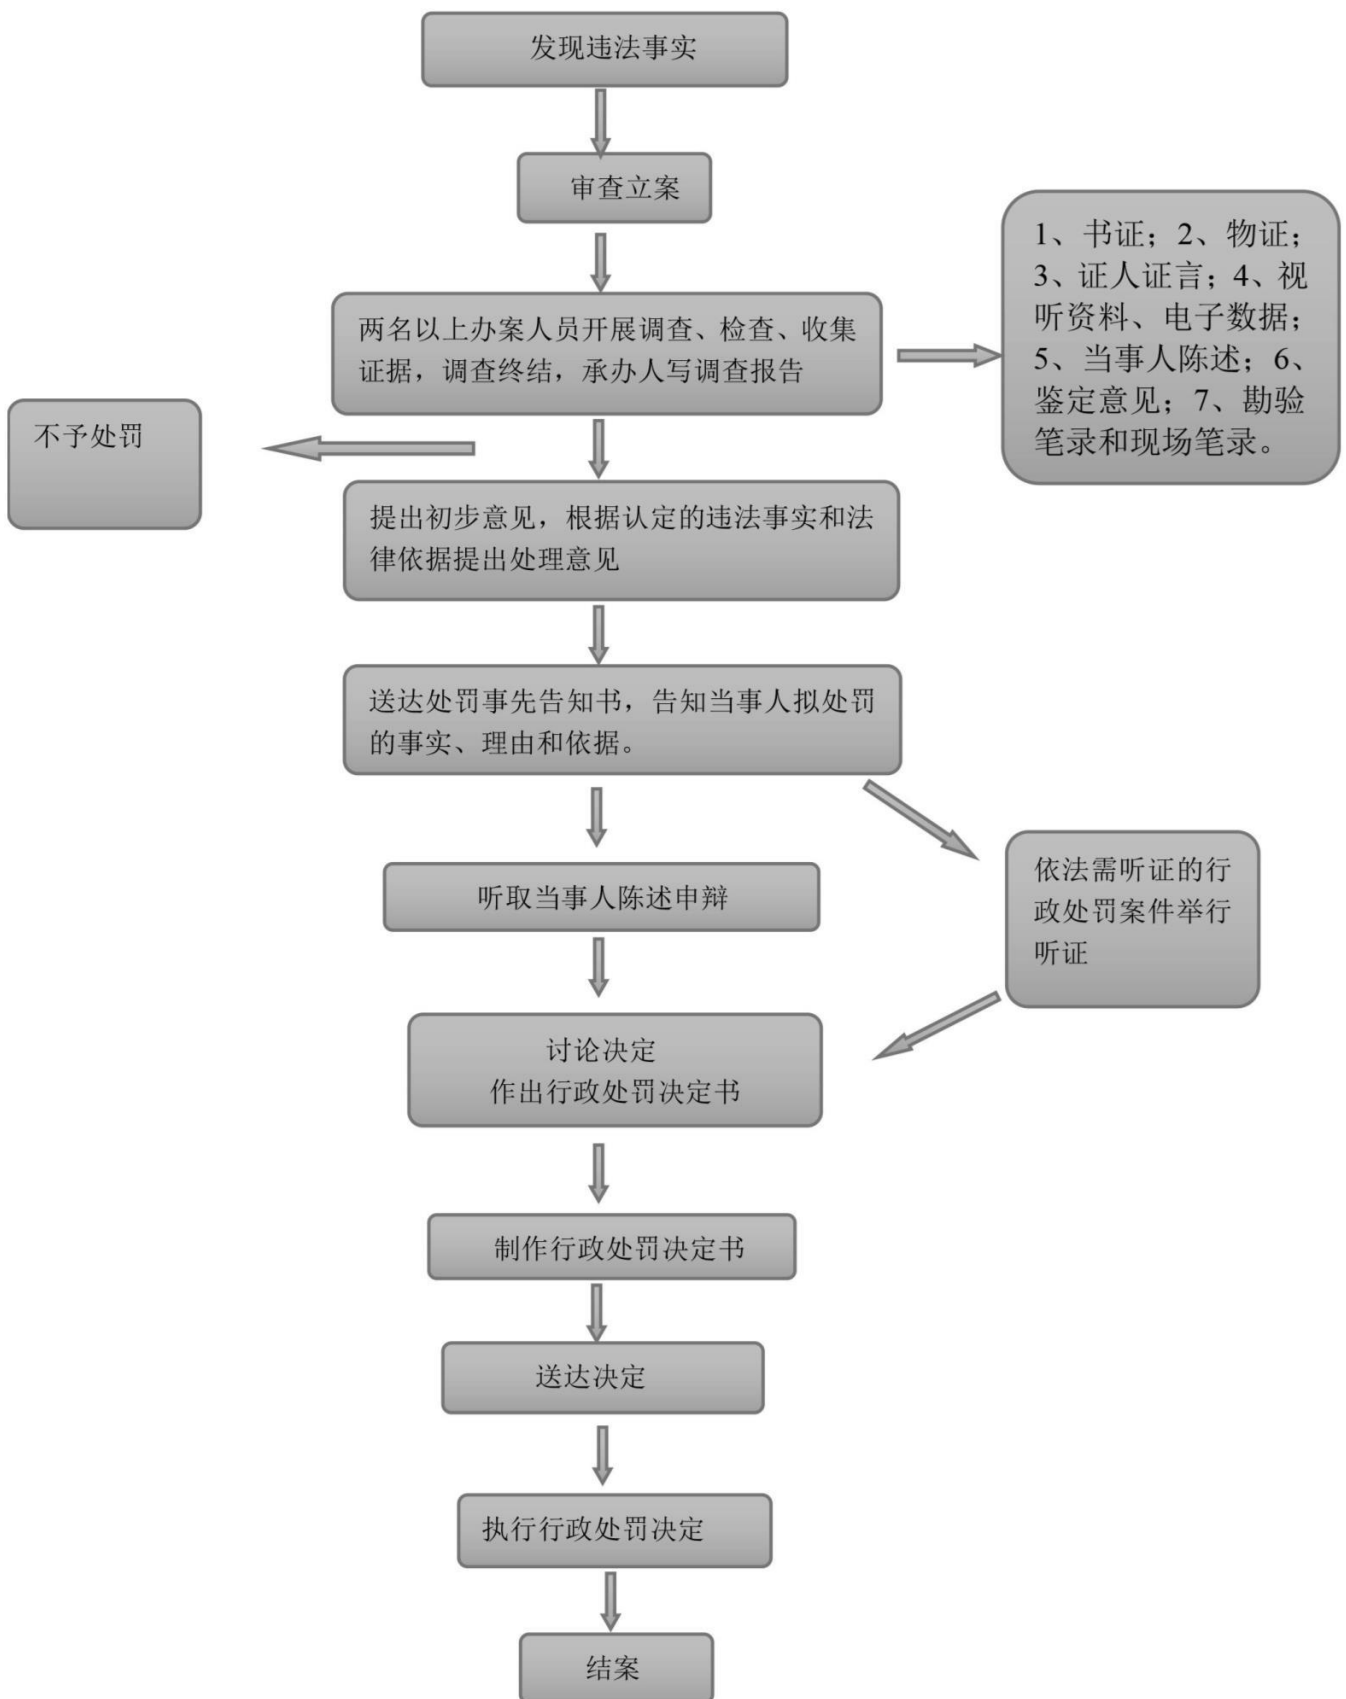 发现违法事实
审查立案
1、书证；2、物证；
3、证人证言；4、视
听资料、电子数据；
5、当事人陈述；6、
鉴定意见；7、勘验
笔录和现场笔录。
两名以上办案人员开展调查、检查、收集
证据，调查终结，承办人写调查报告
不予处罚
提出初步意见，根据认定的违法事实和法
律依据提出处理意见
送达处罚事先告知书，告知当事人拟处罚
的事实、理由和依据。
听取当事人陈述申辩
依法需听证的行
政处罚案件举行
听证
讨论决定
作出行政处罚决定书
制作行政处罚决定书
送达决定
执行行政处罚决定
结案